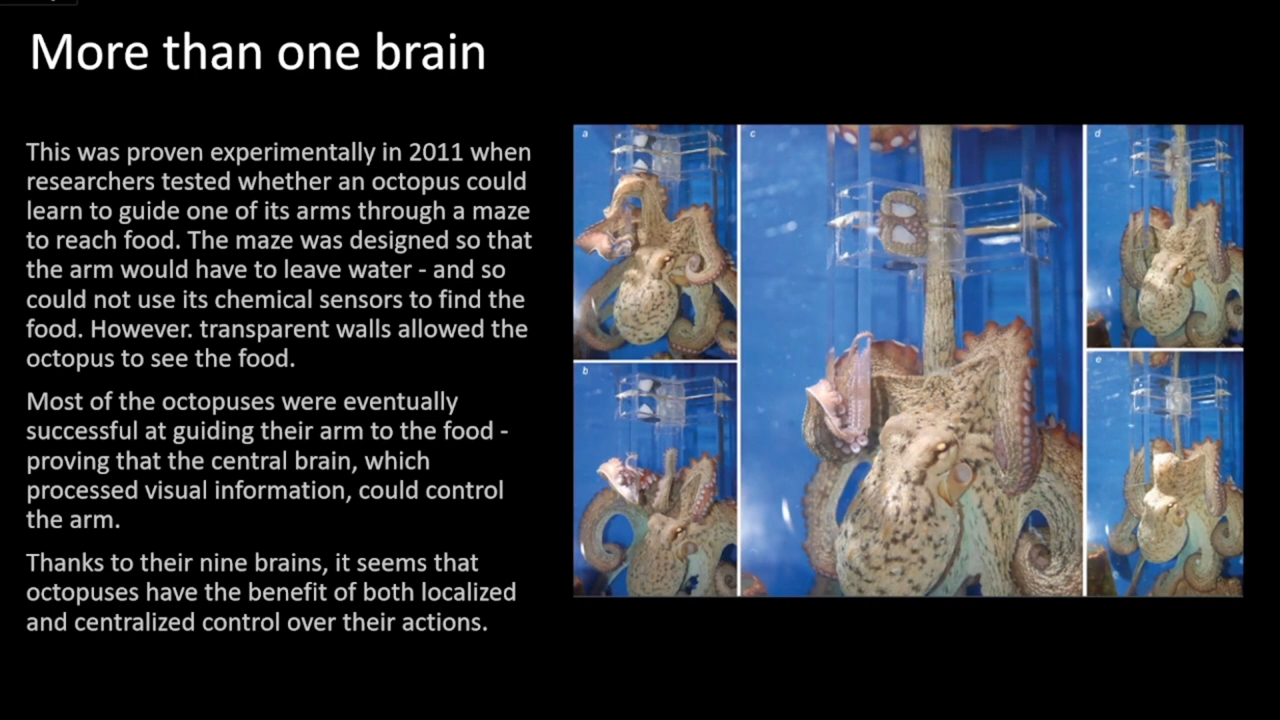 More than one brain
This was proven experimentally in 2011 when
researchers tested whether an octopus could
learn to guide one of its arms through a maze
to reach food. The maze was designed so that
the arm would have to leave water - and so
could not use its chemical sensors to find the
food. However. transparent walls allowed the
octopus to see the food.
Most of the octopuses were eventually
successful at guiding their arm to the food -
proving that the central brain, which
processed visual information, could control
the arm.
Thanks to their nine brains, it seems that
octopuses have the benefit of both localized
and centralized control over their actions.
a
b
c
d
e